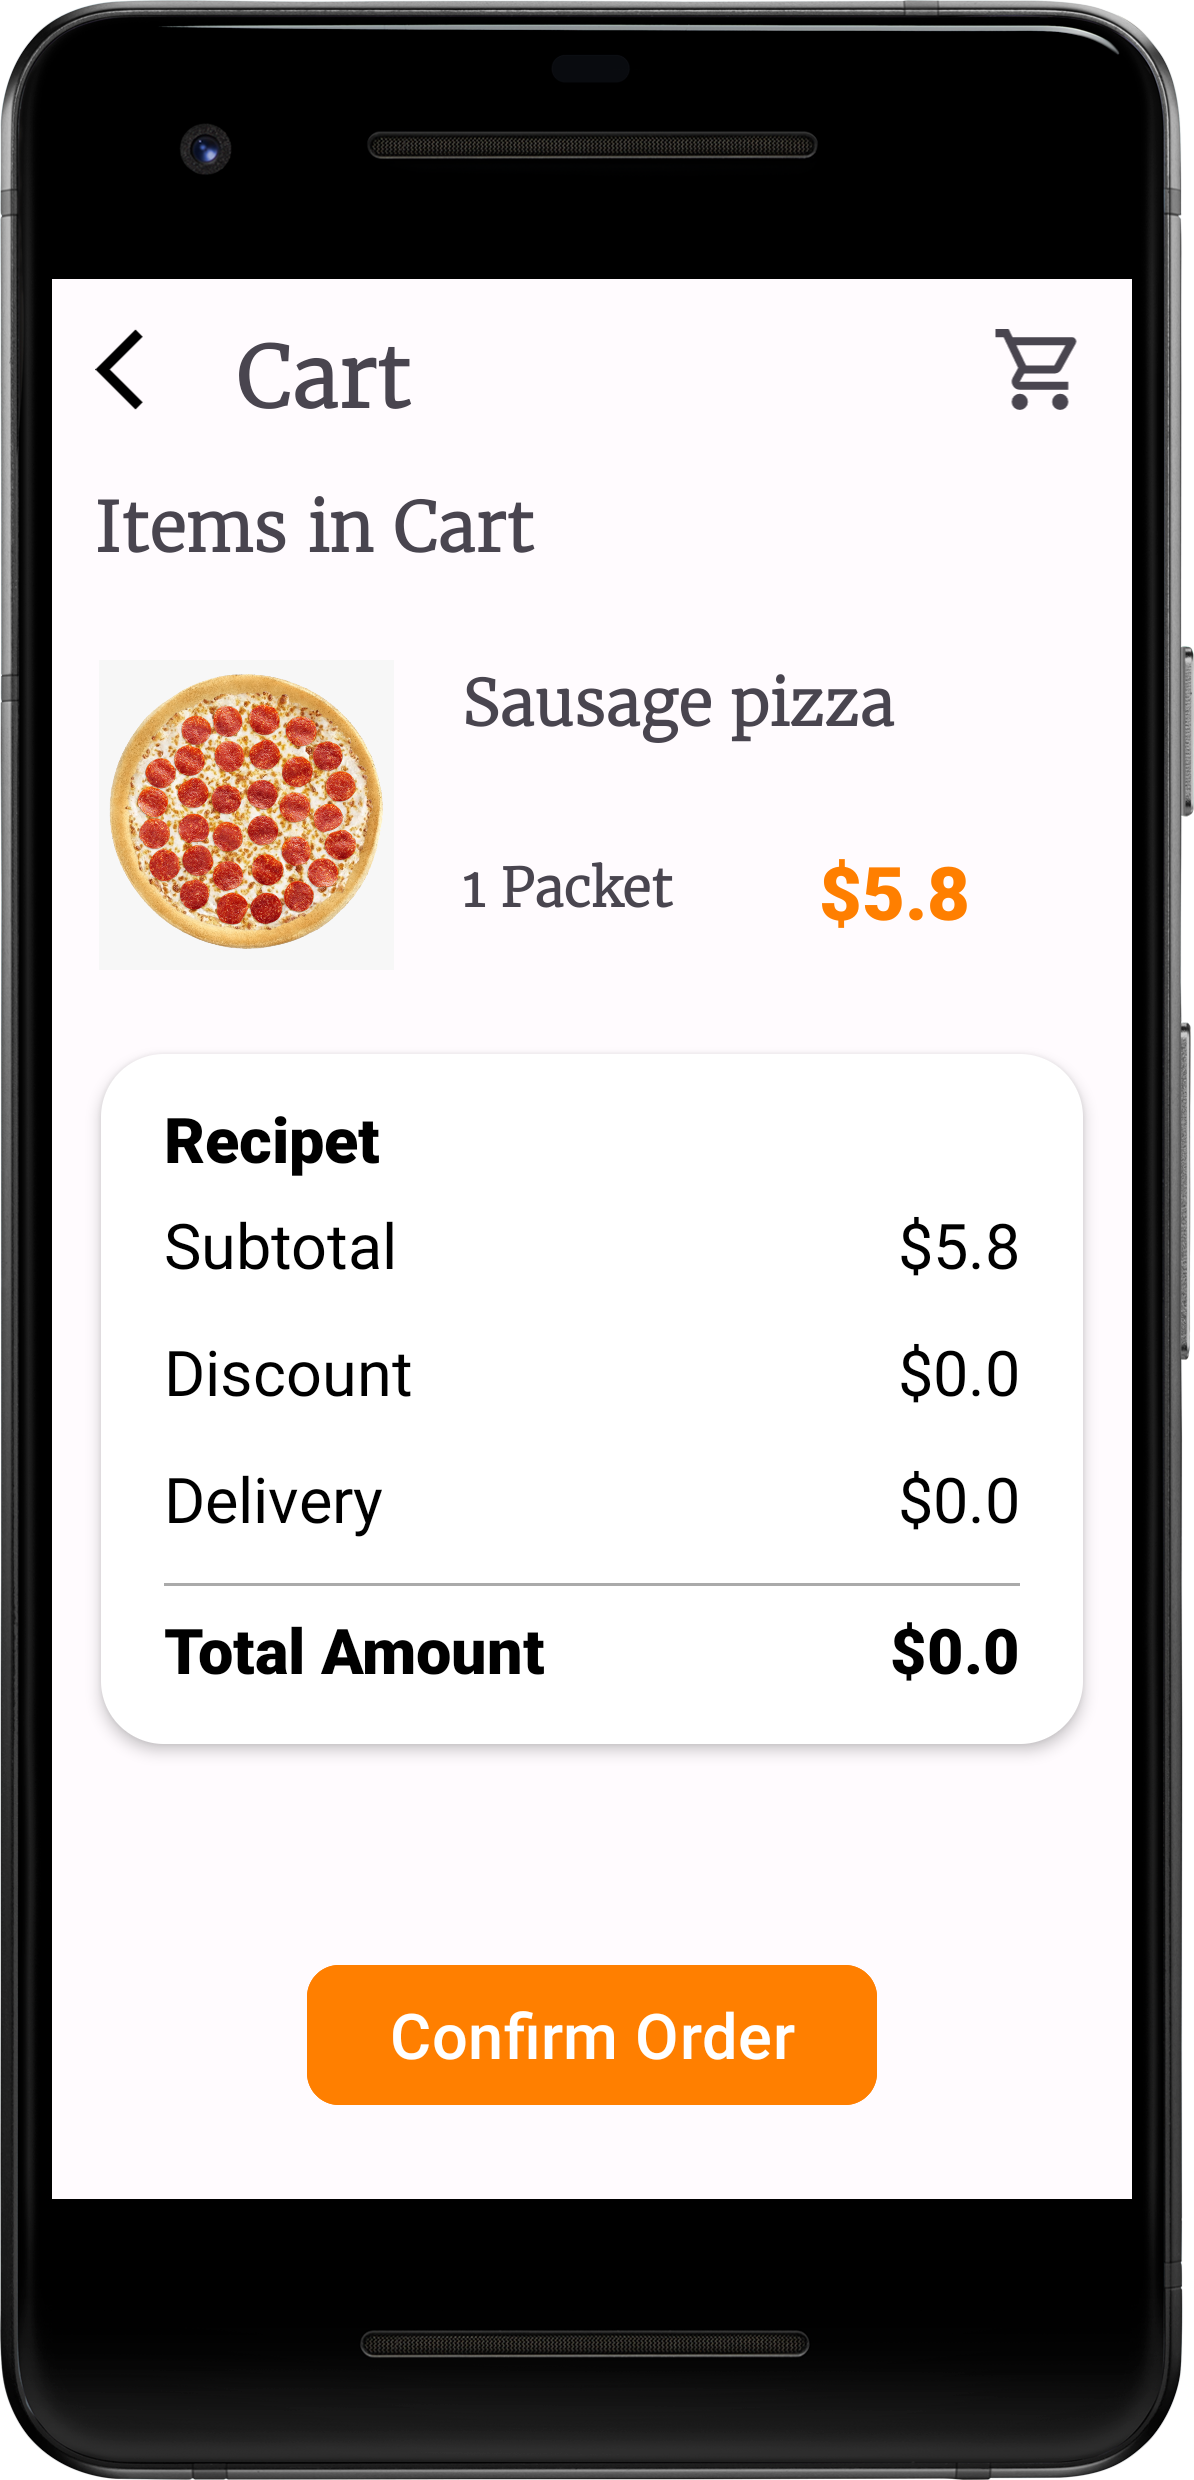 Cart
Items in Cart
Sausage pizza
1 Packet $5.8
Recipet
Subtotal $5.8
Discount $0.0
Delivery $0.0
Total Amount $0.0
Confirm Order